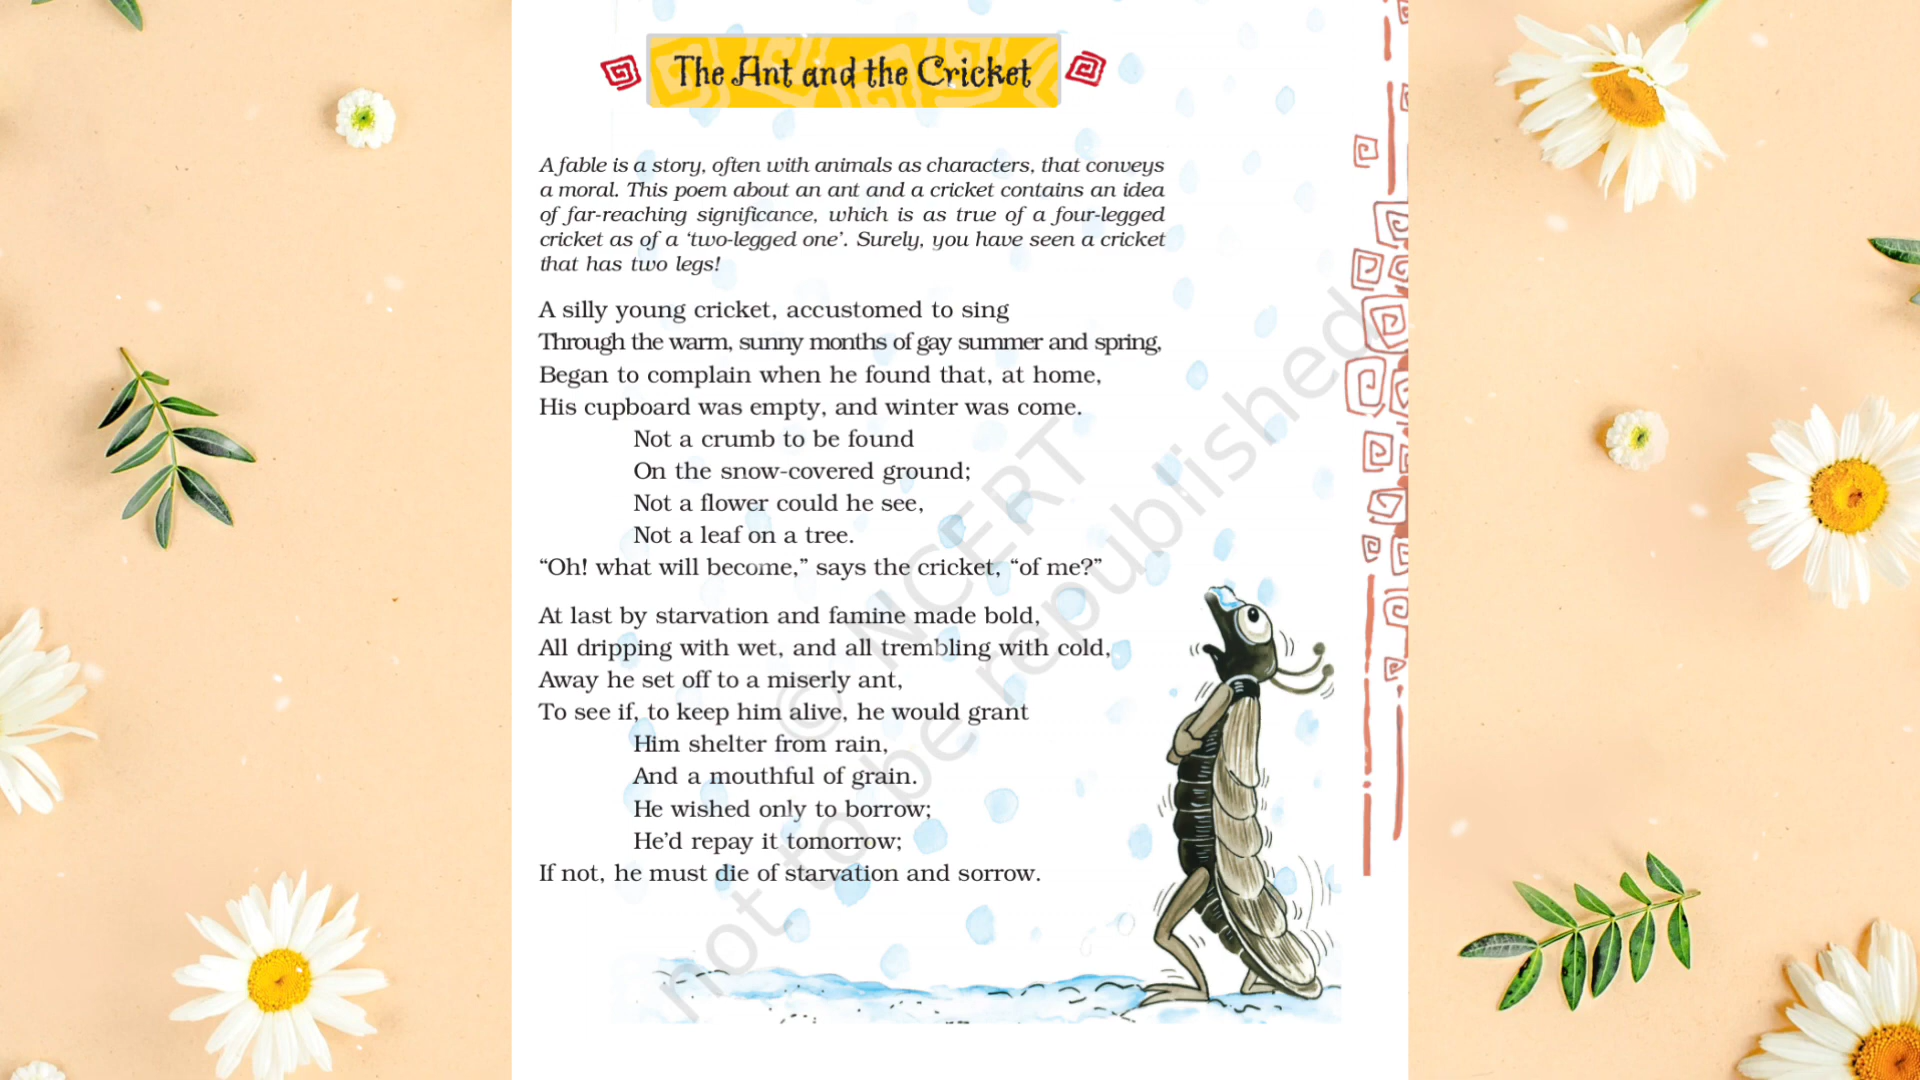 The Ant and the Cricket
A fable is a story, often with animals as characters, that conveys
a moral. This poem about an ant and a cricket contains an idea
of far-reaching significance, which is as true of a four-legged
cricket as of a ‘two-legged one’. Surely, you have seen a cricket
that has two legs!
A silly young cricket, accustomed to sing
Through the warm, sunny months of gay summer and spring,
Began to complain when he found that, at home,
His cupboard was empty, and winter was come.
Not a crumb to be found
On the snow-covered ground;
Not a flower could he see,
Not a leaf on a tree.
“Oh! what will become,” says the cricket, “of me?”
At last by starvation and famine made bold,
All dripping with wet, and all trembling with cold,
Away he set off to a miserly ant,
To see if, to keep him alive, he would grant
Him shelter from rain,
And a mouthful of grain.
He wished only to borrow;
He’d repay it tomorrow;
If not, he must die of starvation and sorrow.
© NCERT
not to be republished